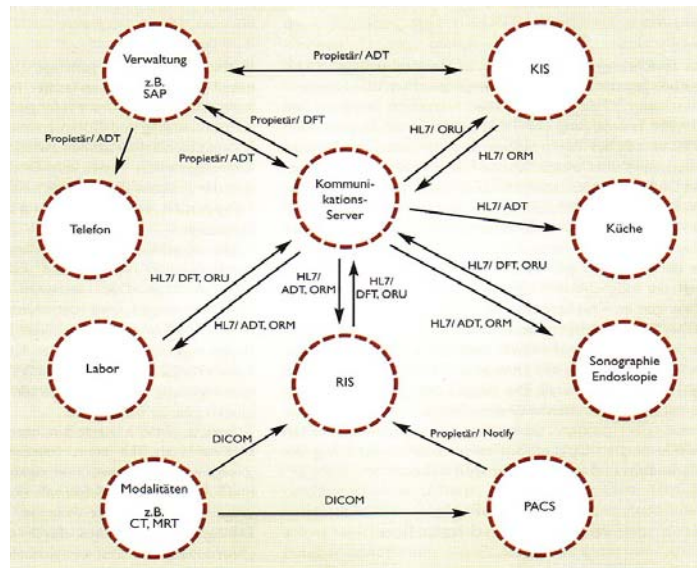 Verwaltung
z.B.
SAP
Propietär/ ADT
KIS
Propietär/ DFT
Propietär/ ADT
Propietär/ ADT
HL7/ ORU
HL7/ ORM
Kommuni-
kations-
Server
HL7/ ADT
Telefon
Küche
HL7/ DFT, ORU
HL7/ ADT, ORM
HL7/
ADT, ORM
HL7/
DFT, ORU
HL7/ DFT, ORU
HL7/ ADT, ORM
Labor
RIS
Sonographie
Endoskopie
DICOM
Propietär/ Notify
Modalitäten
z.B.
CT, MRT
DICOM
PACS